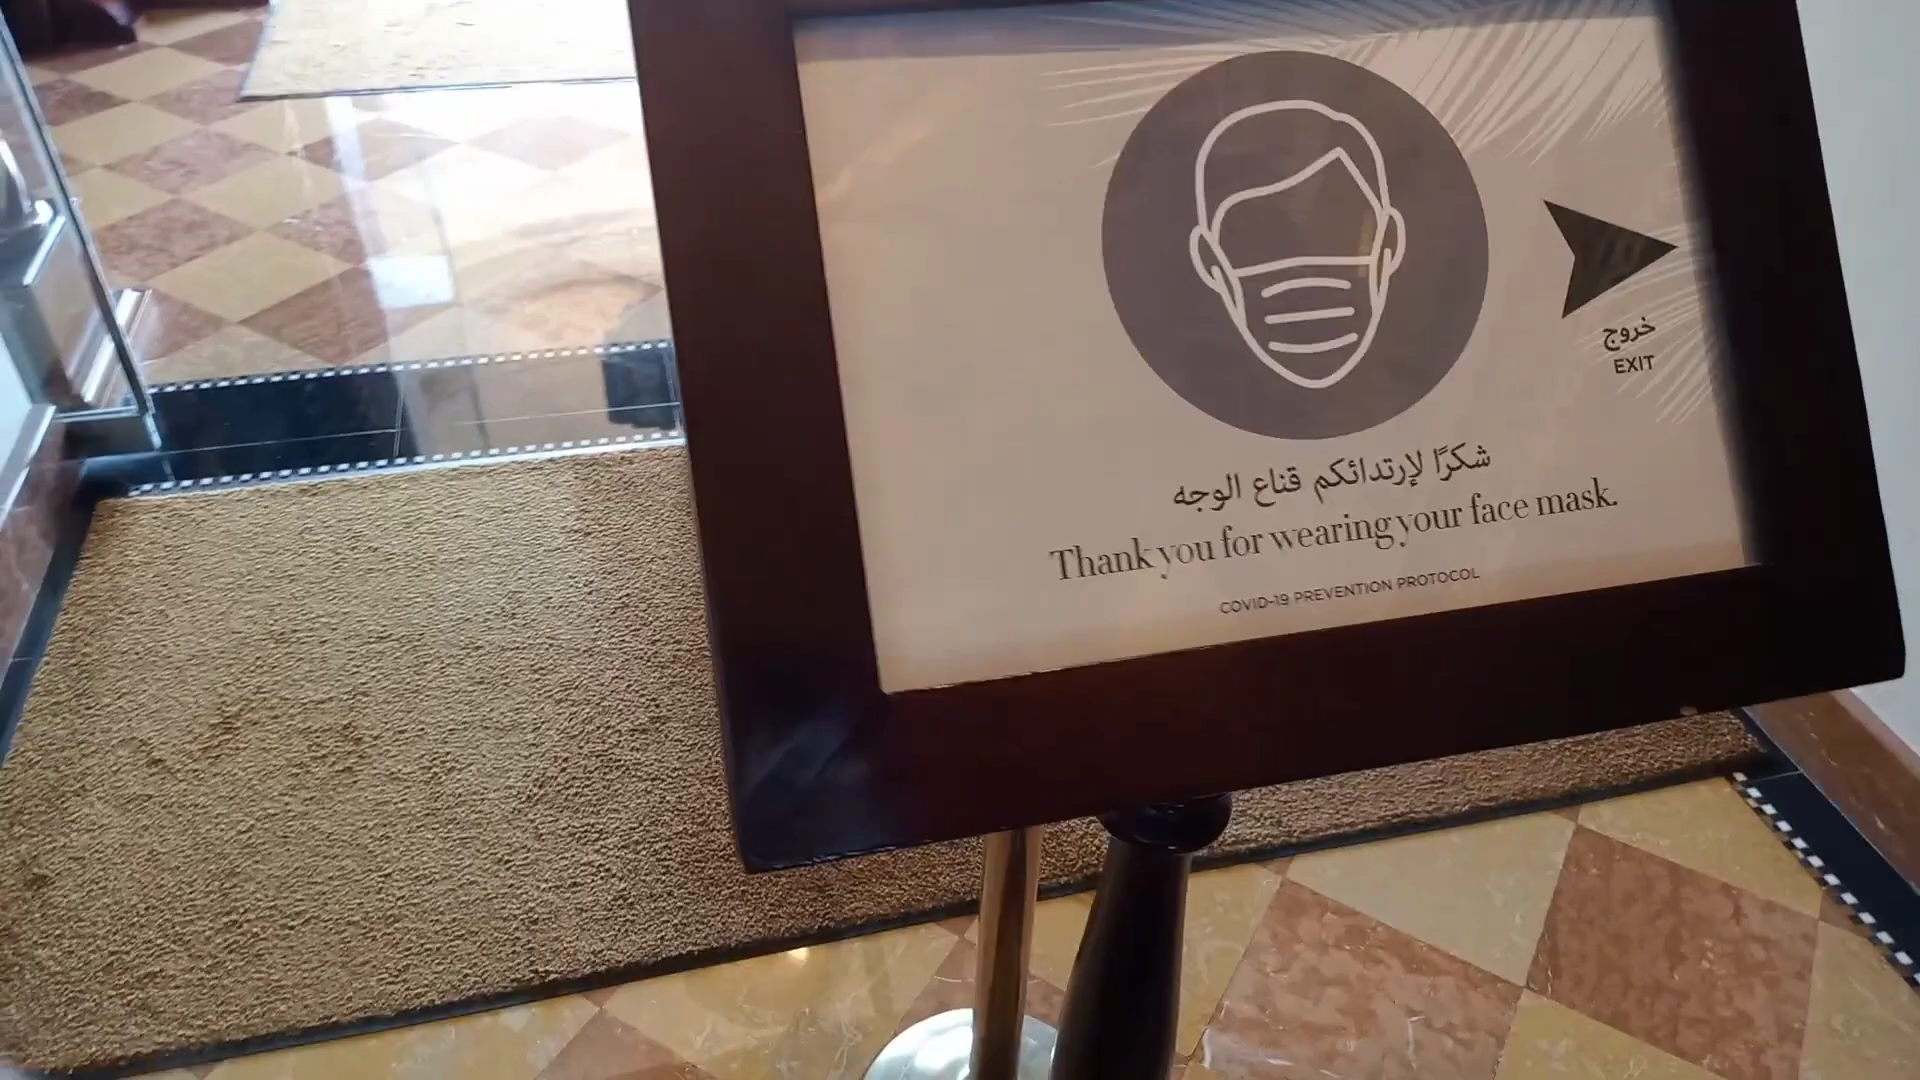 خروج
EXIT
شكرًا لإرتدائكم قناع الوجه
Thank you for wearing your face mask.
COVID-19 PREVENTION PROTOCOL